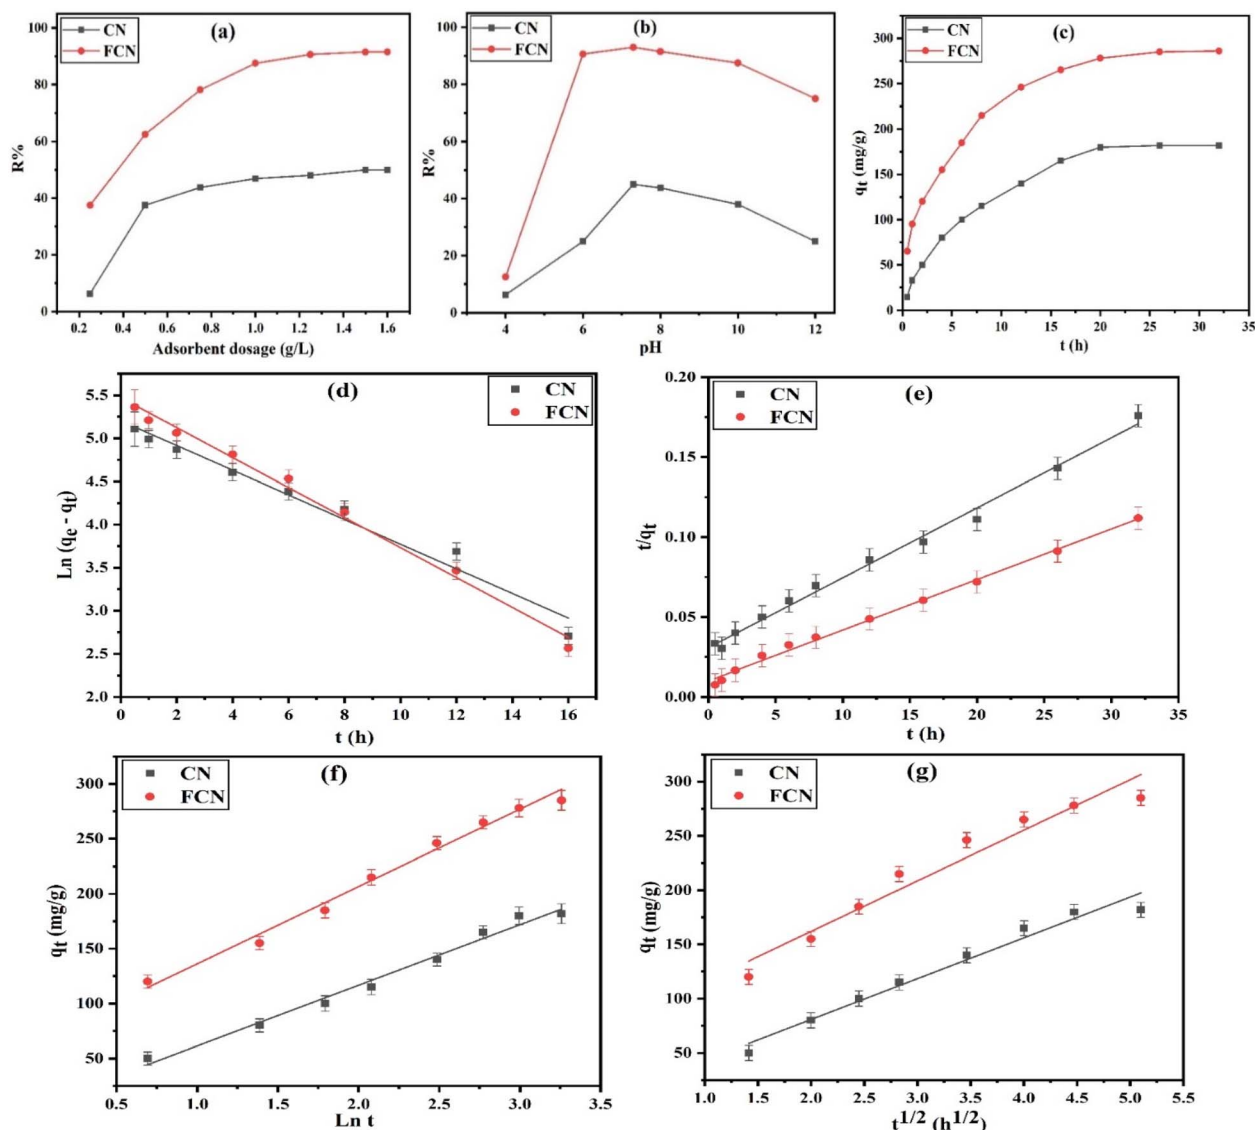 CN
FCN
(a)
100
80
60
40
20
0
R%
0.2 0.4 0.6 0.8 1.0 1.2 1.4 1.6
Adsorbent dosage (g/L)
CN
FCN
(b)
100
80
60
40
20
0
R%
4 6 8 10 12
pH
CN
FCN
(c)
300
250
200
150
100
50
0
qt (mg/g)
0 5 10 15 20 25 30 35
t (h)
(d)
CN
FCN
5.5
5.0
4.5
4.0
3.5
3.0
2.5
2.0
Ln (qe - qt)
0 2 4 6 8 10 12 14 16
t (h)
CN
FCN
(e)
0.20
0.15
0.10
0.05
0.00
t/qt
0 5 10 15 20 25 30 35
t (h)
CN
FCN
(f)
300
250
200
150
100
50
qt (mg/g)
0.5 1.0 1.5 2.0 2.5 3.0 3.5
Ln t
CN
FCN
(g)
300
250
200
150
100
50
qt (mg/g)
1.0 1.5 2.0 2.5 3.0 3.5 4.0 4.5 5.0 5.5
t1/2 (h1/2)